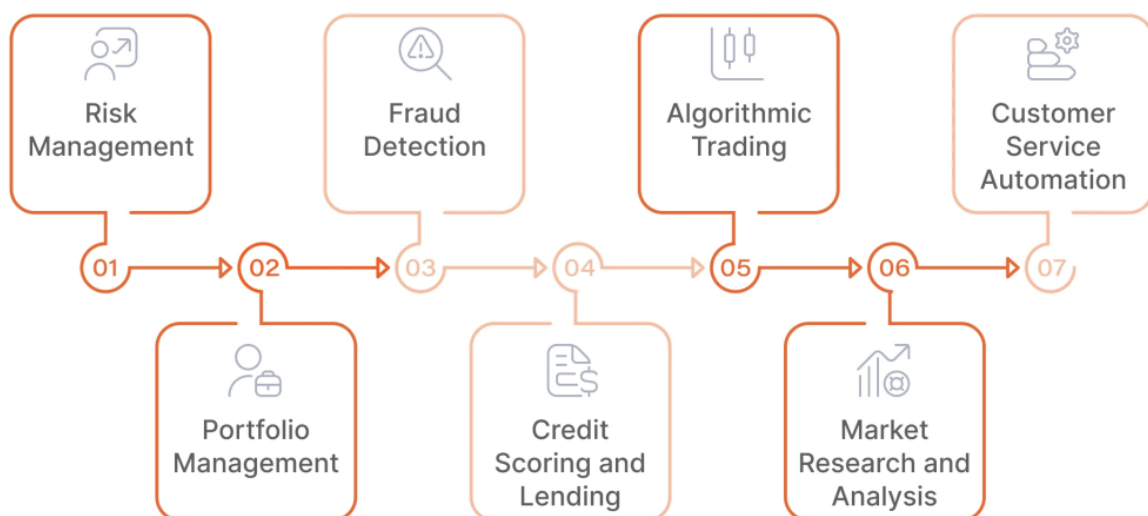 Risk
Management
Fraud
Detection
Algorithmic
Trading
Customer
Service
Automation
01
02
03
04
05
06
07
Portfolio
Management
Credit
Scoring and
Lending
Market
Research and
Analysis